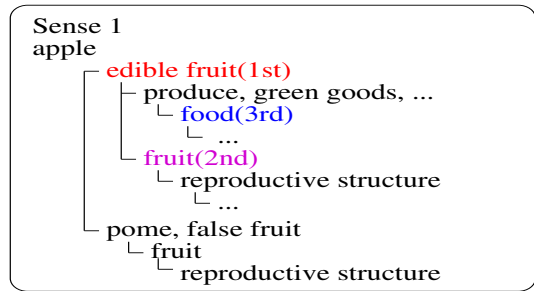 Sense 1
apple
edible fruit(1st)
produce, green goods, ...
food(3rd)
...
fruit(2nd)
reproductive structure
...
pome, false fruit
fruit
reproductive structure